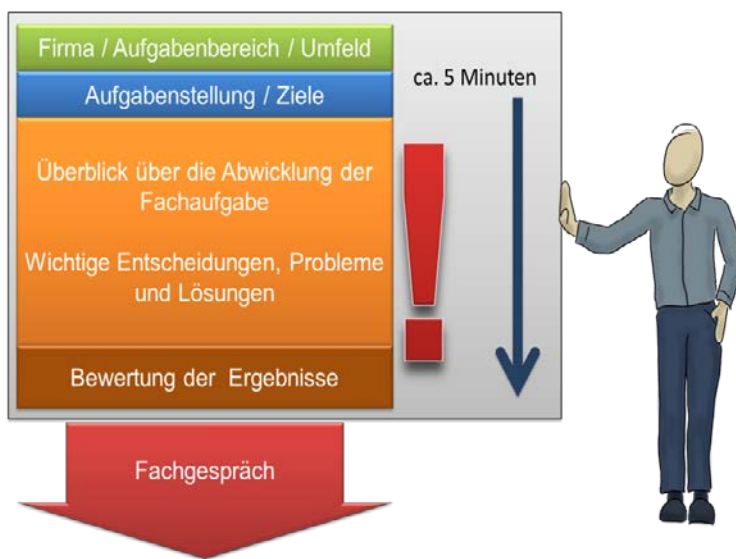 Firma / Aufgabenbereich / Umfeld
ca. 5 Minuten
Aufgabenstellung / Ziele
Überblick über die Abwicklung der
Fachaufgabe
Wichtige Entscheidungen, Probleme
und Lösungen
!
Bewertung der Ergebnisse
Fachgespräch